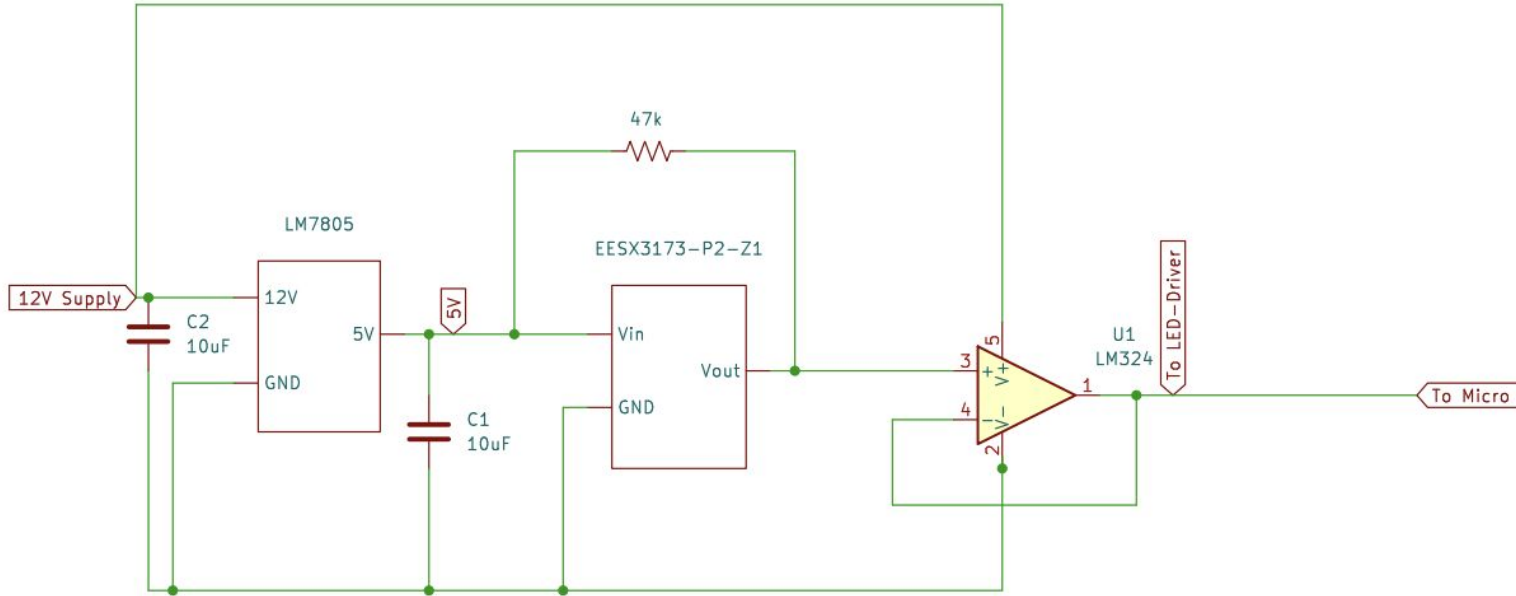 47k
LM7805
EESX3173-P2-Z1
12V Supply
12V
5V
GND
C2
10uF
5V
C1
10uF
Vin
Vout
GND
3
+
4
-
5
V+
V-
2
1
U1
LM324
To LED-Driver
To Micro